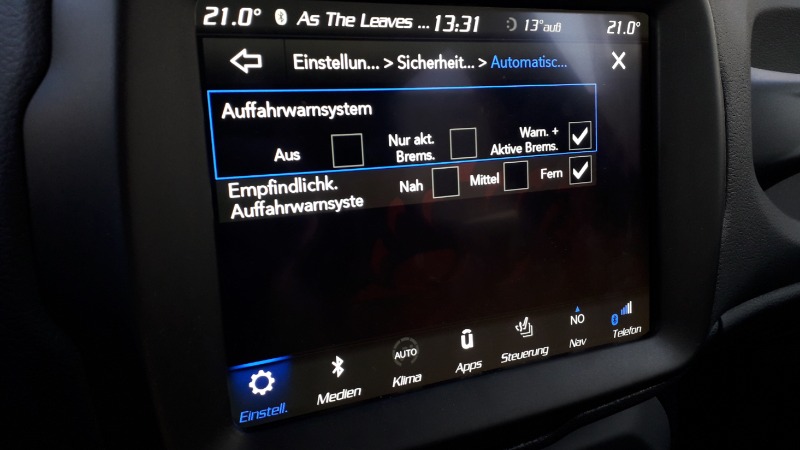 21.0° As The Leaves ... 13:31 13°auß 21.0°
Einstellun... > Sicherheit... > Automatisc... X
Auffahrwarnsystem
Aus
Nur akt.
Brems.
Warn. +
Aktive Brems.
Empfindlichk.
Auffahrwarnsyste
Nah
Mittel
Fern
Einstell.
Medien
AUTO
Klima
Apps
Steuerung
NO
Nav
Telefon